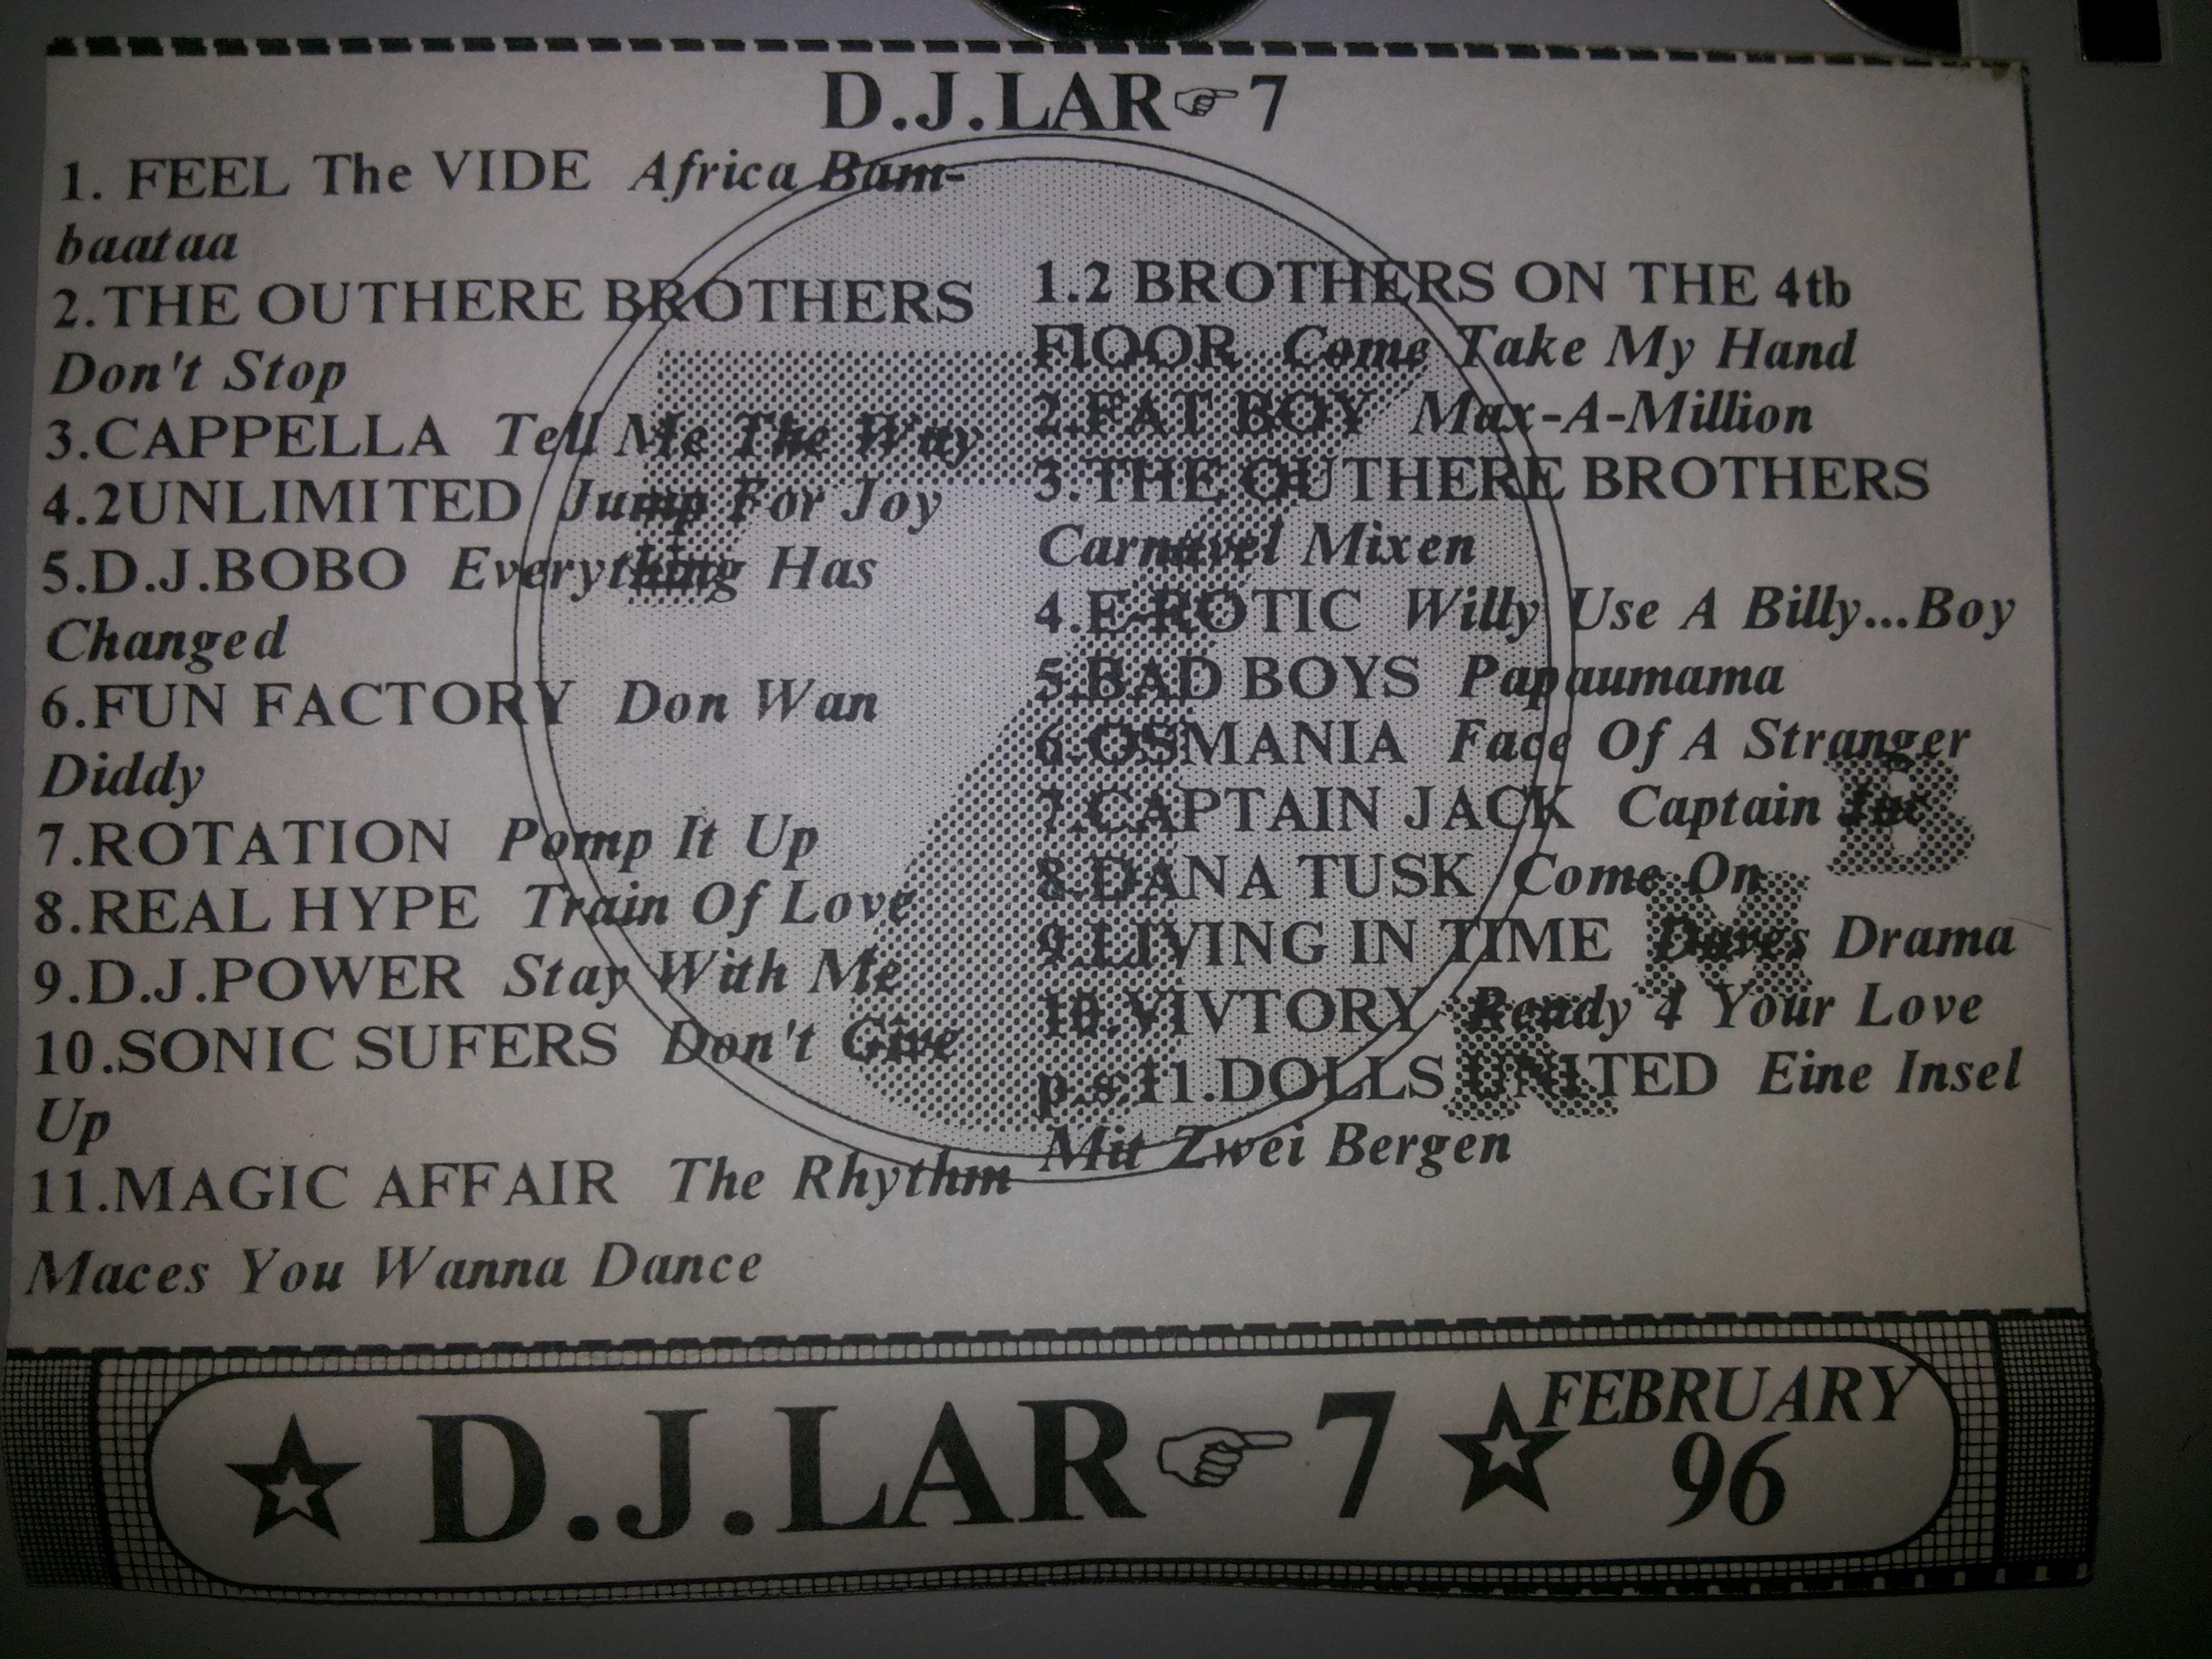 D.J.LAR☞7
1. FEEL The VIDE Africa Bam-
baataa
2.THE OUTHERE BROTHERS
Don't Stop
3.CAPPELLA Tell Me The Way
4.2UNLIMITED Jump For Joy
5.D.J.BOBO Everything Has
Changed
6.FUN FACTORY Don Wan
Diddy
7.ROTATION Pomp It Up
8.REAL HYPE Train Of Love
9.D.J.POWER Stay With Me
10.SONIC SUFERS Don't Give
Up
11.MAGIC AFFAIR The Rhythm
Maces You Wanna Dance
1.2 BROTHERS ON THE 4tb
FlOOR Come Take My Hand
2.FAT BOY Max-A-Million
3.THE OUTHERE BROTHERS
Carnavel Mixen
4.E-ROTIC Willy Use A Billy...Boy
5.BAD BOYS Papaumama
6.OSMANIA Face Of A Stranger
7.CAPTAIN JACK Captain
8.DANA TUSK Come On
9.LIVING IN TIME Drama
10.VIVTORY Ready 4 Your Love
p.s.11.DOLLS UNITED Eine Insel
Mit Zwei Bergen
7
B
M
K
D.J.LAR☞7 FEBRUARY
96